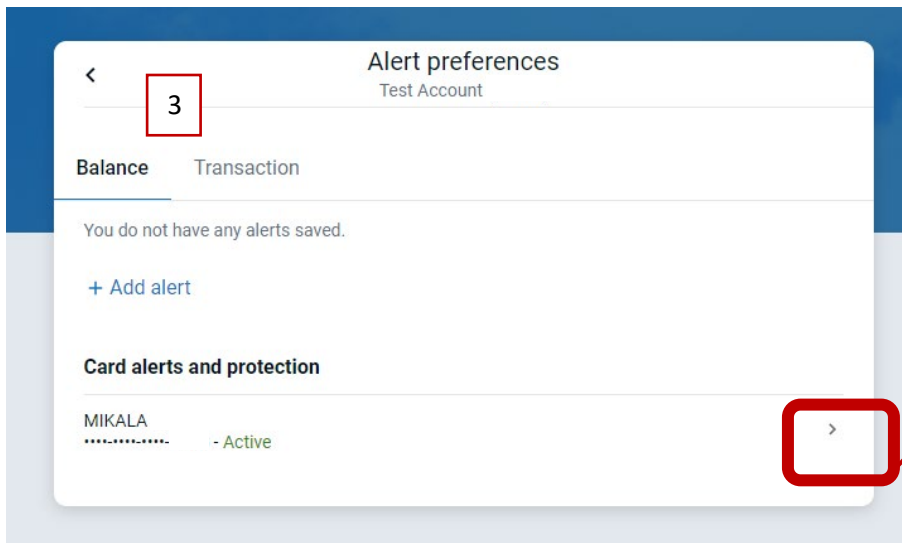 Alert preferences
Test Account
3
Balance Transaction
You do not have any alerts saved.
+ Add alert
Card alerts and protection
MIKALA
••••-••••-••••- - Active